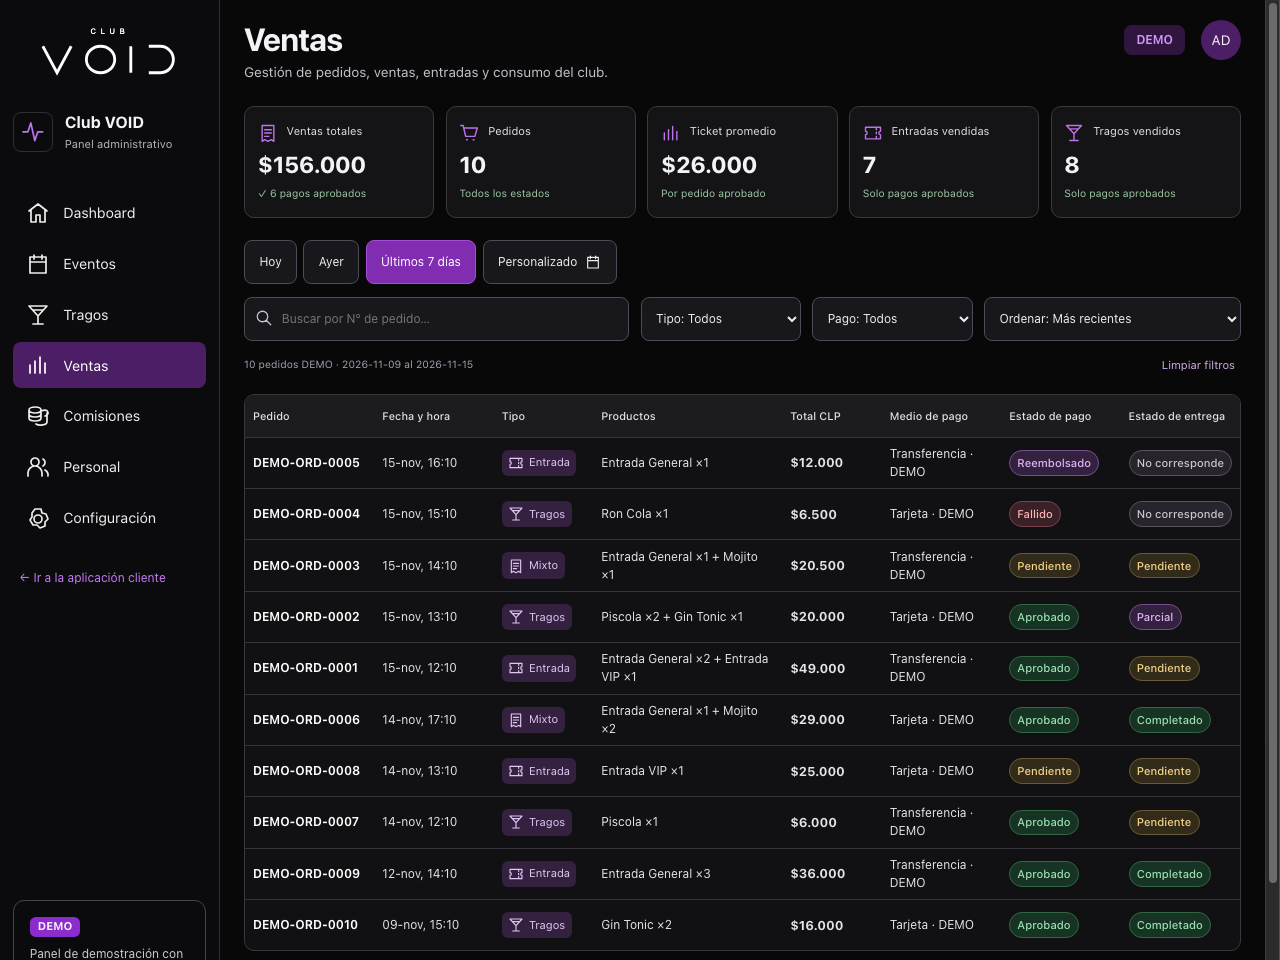 CLUB
VOID
Club VOID
Panel administrativo
Dashboard
Eventos
Tragos
Ventas
Comisiones
Personal
Configuración
← Ir a la aplicación cliente
DEMO
Panel de demostración con
Ventas
Gestión de pedidos, ventas, entradas y consumo del club.
DEMO
AD
Ventas totales
$156.000
✓ 6 pagos aprobados
Pedidos
10
Todos los estados
Ticket promedio
$26.000
Por pedido aprobado
Entradas vendidas
7
Solo pagos aprobados
Tragos vendidos
8
Solo pagos aprobados
Hoy Ayer Últimos 7 días Personalizado
Buscar por N° de pedido... Tipo: Todos Pago: Todos Ordenar: Más recientes
10 pedidos DEMO · 2026-11-09 al 2026-11-15 Limpiar filtros
Pedido Fecha y hora Tipo Productos Total CLP Medio de pago Estado de pago Estado de entrega
DEMO-ORD-0005 15-nov, 16:10 Entrada Entrada General ×1 $12.000 Transferencia · DEMO Reembolsado No corresponde
DEMO-ORD-0004 15-nov, 15:10 Tragos Ron Cola ×1 $6.500 Tarjeta · DEMO Fallido No corresponde
DEMO-ORD-0003 15-nov, 14:10 Mixto Entrada General ×1 + Mojito ×1 $20.500 Transferencia · DEMO Pendiente Pendiente
DEMO-ORD-0002 15-nov, 13:10 Tragos Piscola ×2 + Gin Tonic ×1 $20.000 Tarjeta · DEMO Aprobado Parcial
DEMO-ORD-0001 15-nov, 12:10 Entrada Entrada General ×2 + Entrada VIP ×1 $49.000 Transferencia · DEMO Aprobado Pendiente
DEMO-ORD-0006 14-nov, 17:10 Mixto Entrada General ×1 + Mojito ×2 $29.000 Tarjeta · DEMO Aprobado Completado
DEMO-ORD-0008 14-nov, 13:10 Entrada Entrada VIP ×1 $25.000 Tarjeta · DEMO Pendiente Pendiente
DEMO-ORD-0007 14-nov, 12:10 Tragos Piscola ×1 $6.000 Transferencia · DEMO Aprobado Pendiente
DEMO-ORD-0009 12-nov, 14:10 Entrada Entrada General ×3 $36.000 Transferencia · DEMO Aprobado Completado
DEMO-ORD-0010 09-nov, 15:10 Tragos Gin Tonic ×2 $16.000 Tarjeta · DEMO Aprobado Completado